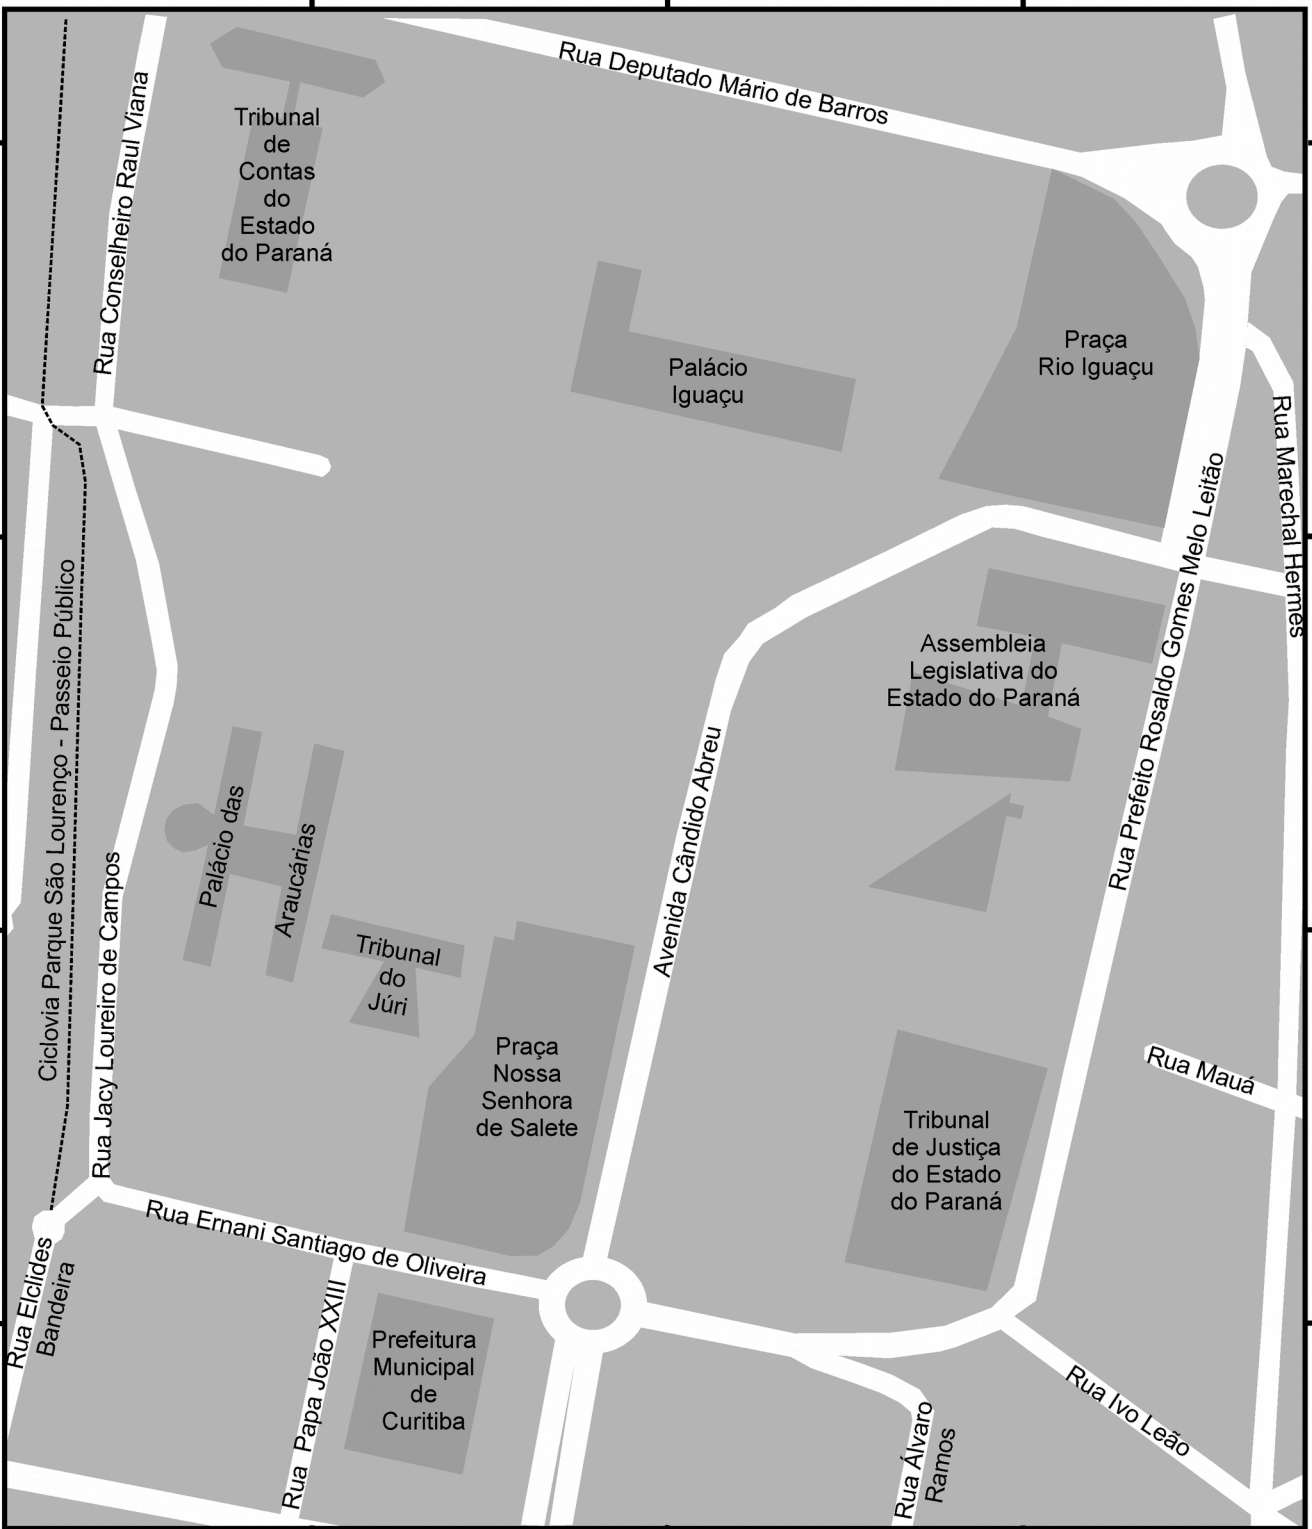 Rua Deputado Mário de Barros
Rua Conselheiro Raul Viana
Tribunal
de
Contas
do
Estado
do Paraná
Palácio
Iguaçu
Praça
Rio Iguaçu
Rua Marechal Hermes
Rua Prefeito Rosaldo Gomes Melo Leitão
Assembleia
Legislativa do
Estado do Paraná
Ciclovia Parque São Lourenço - Passeio Público
Avenida Cândido Abreu
Palácio das
Araucárias
Rua Jacy Loureiro de Campos
Tribunal
do
Júri
Praça
Nossa
Senhora
de Salete
Rua Mauá
Tribunal
de Justiça
do Estado
do Paraná
Rua Ernani Santiago de Oliveira
Rua Elclides
Bandeira
Rua Papa João XXIII
Prefeitura
Municipal
de
Curitiba
Rua Ivo Leão
Rua Álvaro
Ramos